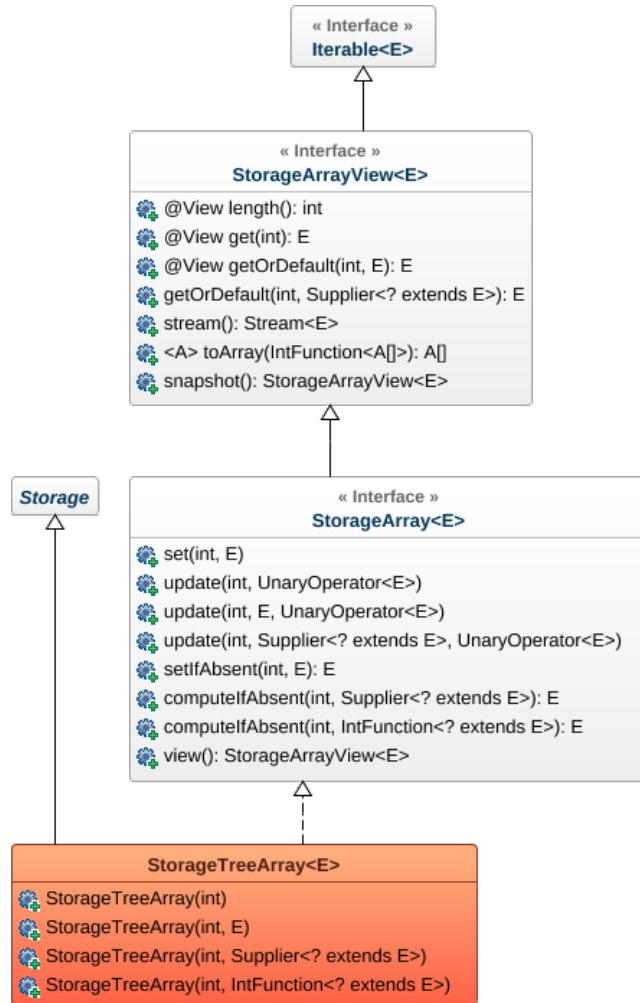 « Interface »
Iterable<E>
« Interface »
StorageArrayView<E>
@View length(): int
@View get(int): E
@View getOrDefault(int, E): E
getOrDefault(int, Supplier<? extends E>): E
stream(): Stream<E>
<A> toArray(IntFunction<A[]>): A[]
snapshot(): StorageArrayView<E>
Storage
« Interface »
StorageArray<E>
set(int, E)
update(int, UnaryOperator<E>)
update(int, E, UnaryOperator<E>)
update(int, Supplier<? extends E>, UnaryOperator<E>)
setIfAbsent(int, E): E
computeIfAbsent(int, Supplier<? extends E>): E
computeIfAbsent(int, IntFunction<? extends E>): E
view(): StorageArrayView<E>
StorageTreeArray<E>
StorageTreeArray(int)
StorageTreeArray(int, E)
StorageTreeArray(int, Supplier<? extends E>)
StorageTreeArray(int, IntFunction<? extends E>)